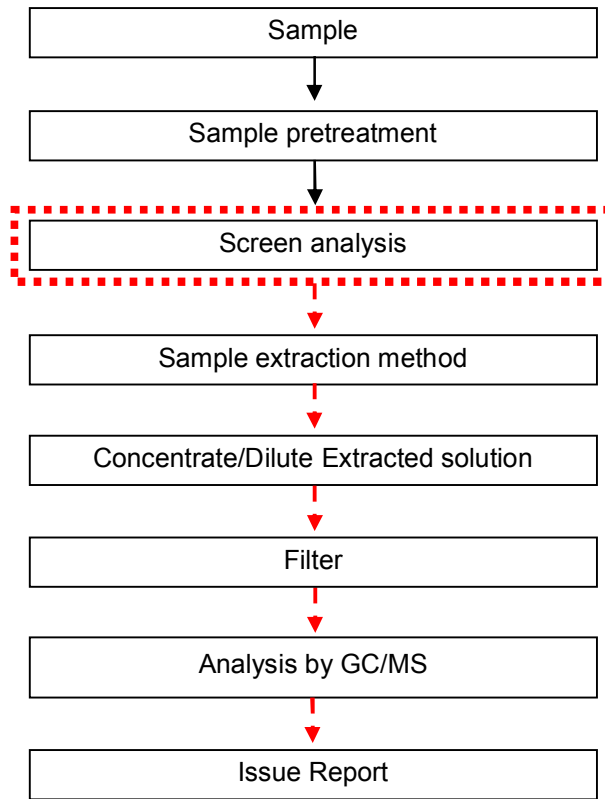 Sample
Sample pretreatment
Screen analysis
Sample extraction method
Concentrate/Dilute Extracted solution
Filter
Analysis by GC/MS
Issue Report